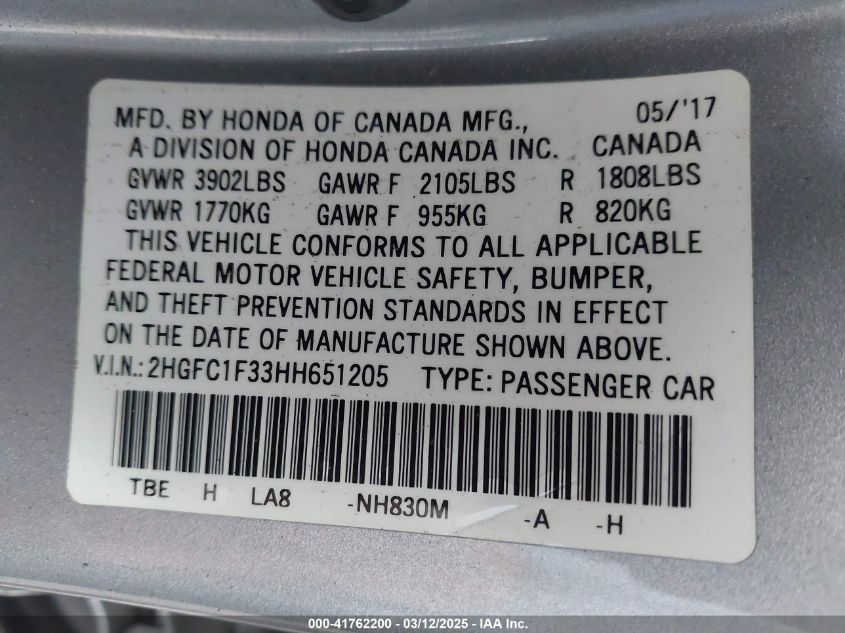 MFD. BY HONDA OF CANADA MFG., 05/'17
A DIVISION OF HONDA CANADA INC. CANADA
GVWR 3902LBS GAWR F 2105LBS R 1808LBS
GVWR 1770KG GAWR F 955KG R 820KG
THIS VEHICLE CONFORMS TO ALL APPLICABLE
FEDERAL MOTOR VEHICLE SAFETY, BUMPER,
AND THEFT PREVENTION STANDARDS IN EFFECT
ON THE DATE OF MANUFACTURE SHOWN ABOVE.
V.I.N.: 2HGFC1F33HH651205 TYPE: PASSENGER CAR
TBE H LA8 -NH830M -A -H
000-41762200 - 03/12/2025 - IAA Inc.